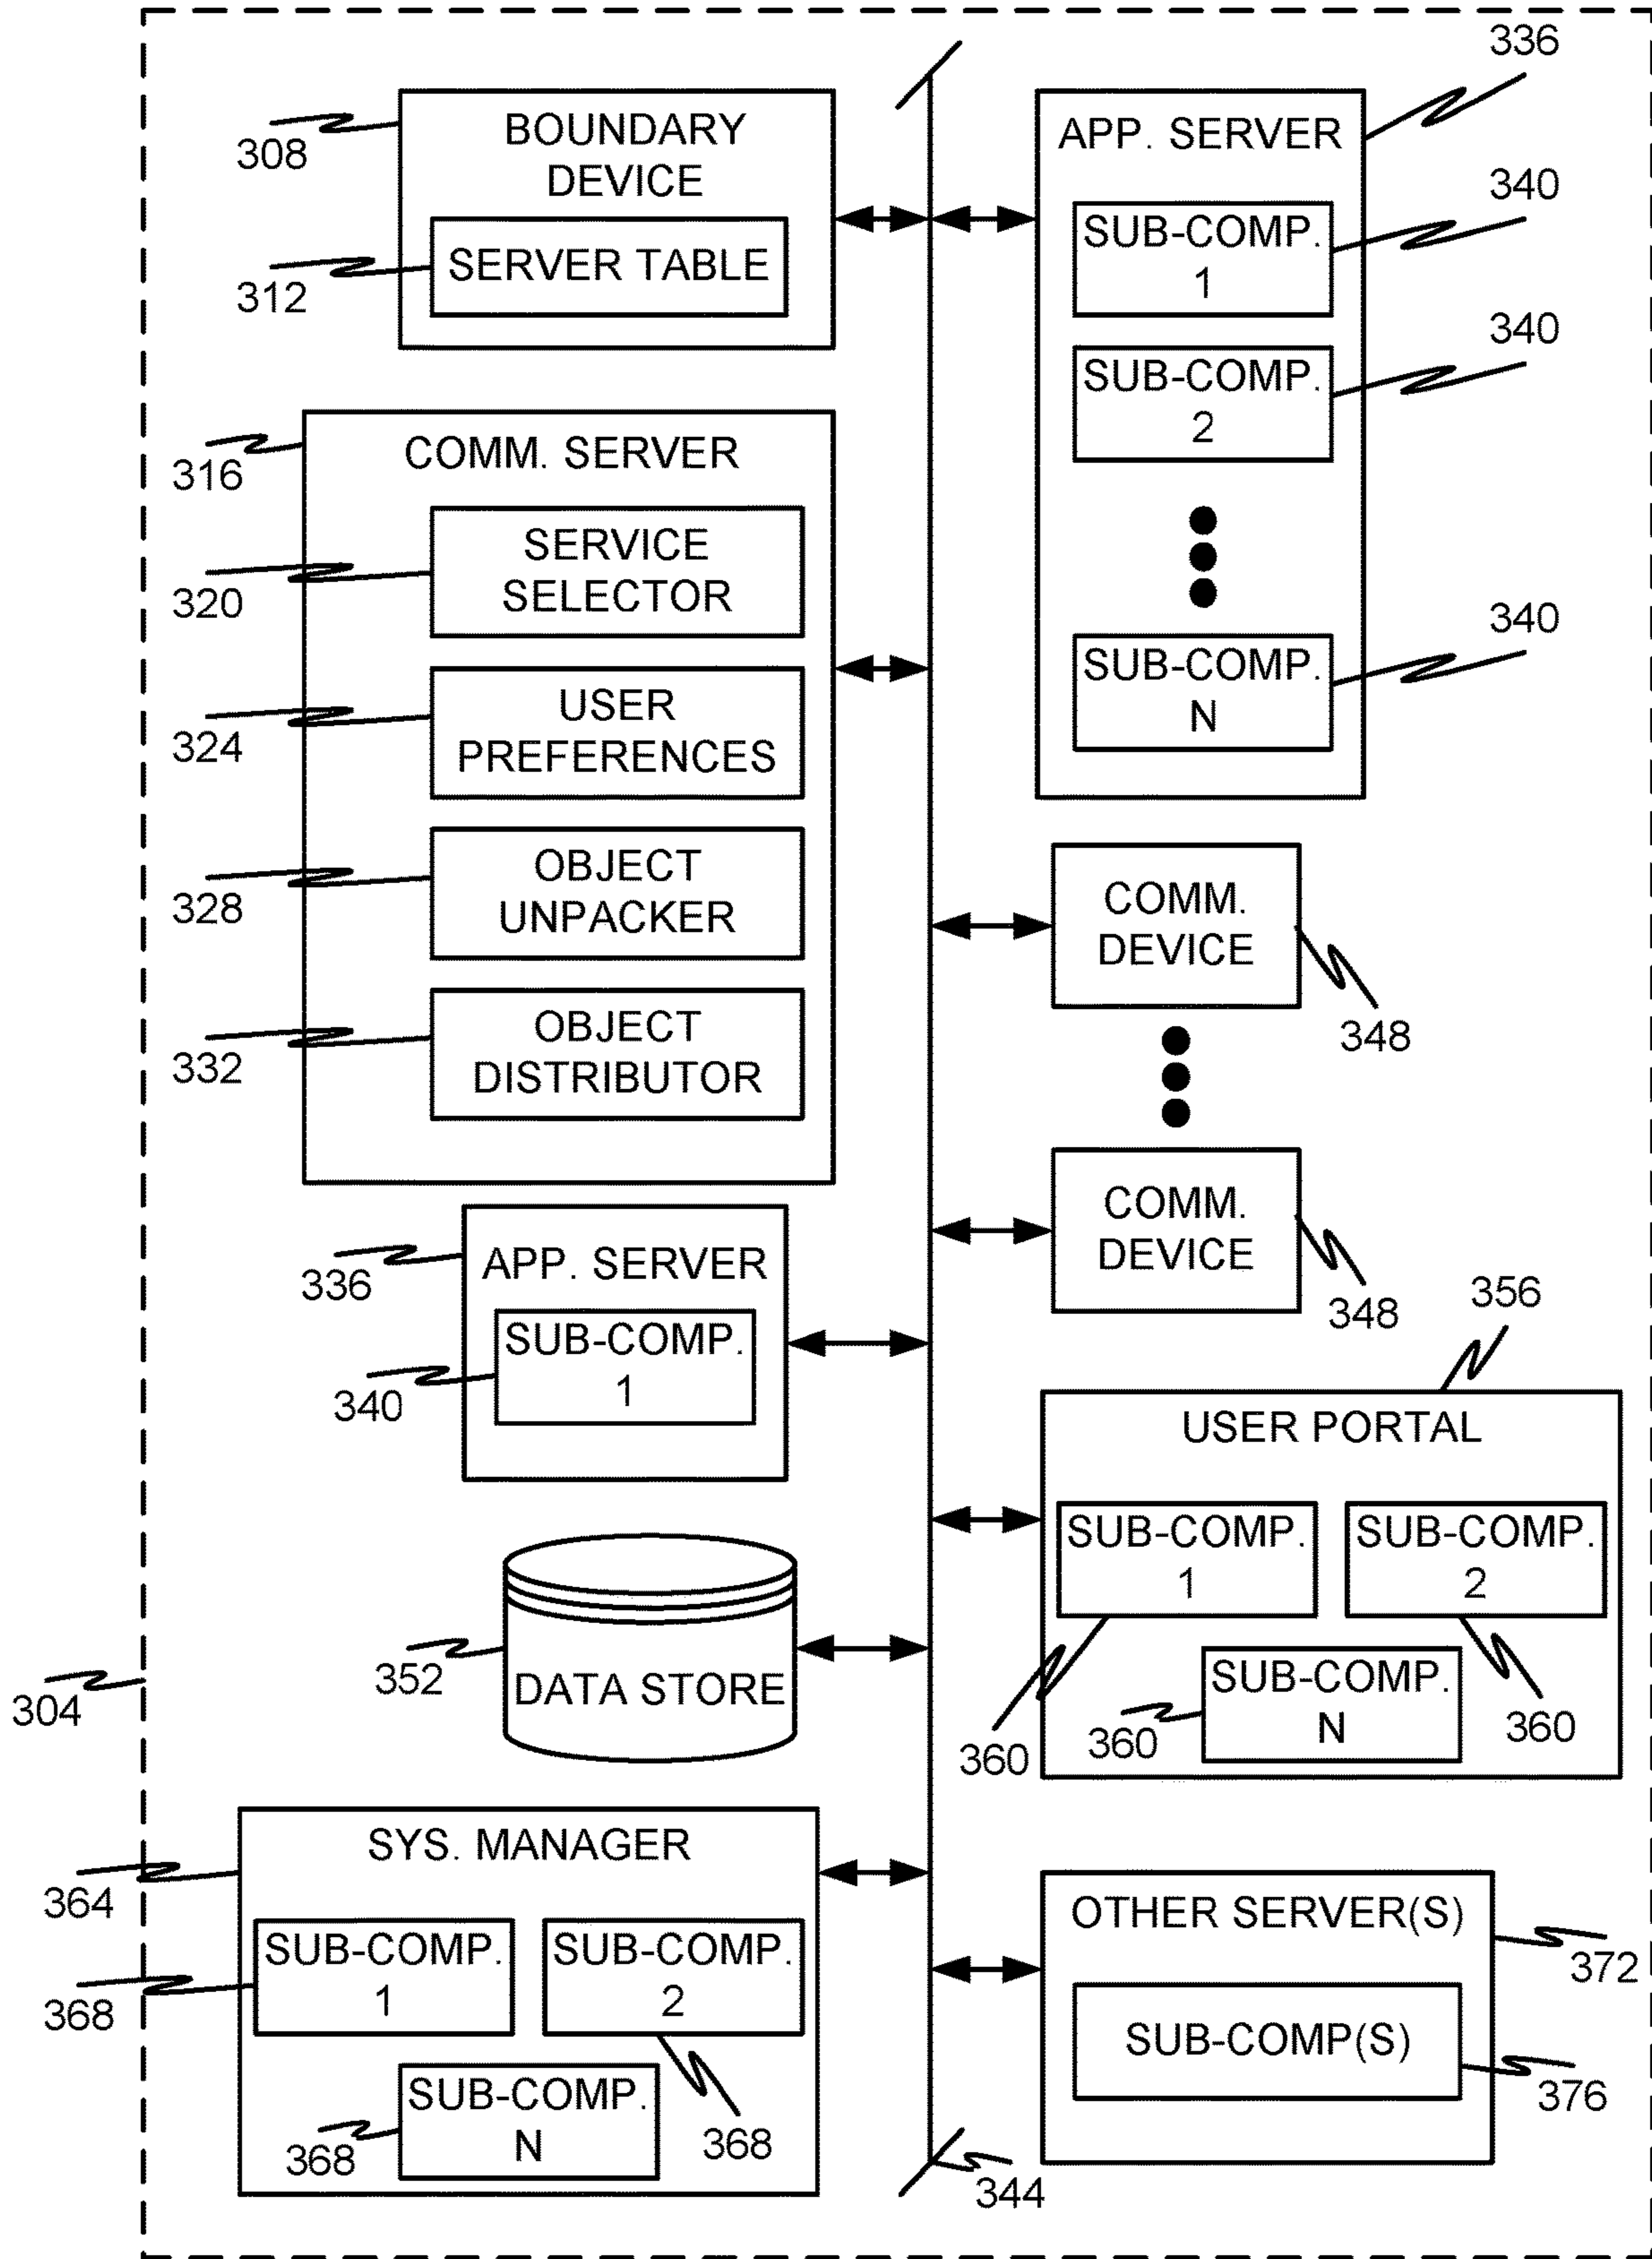 308
BOUNDARY
DEVICE
312
SERVER TABLE
316
COMM. SERVER
320
SERVICE
SELECTOR
324
USER
PREFERENCES
328
OBJECT
UNPACKER
332
OBJECT
DISTRIBUTOR
336
APP. SERVER
340
SUB-COMP.
1
352
DATA STORE
304
364
SYS. MANAGER
368
SUB-COMP.
1
SUB-COMP.
2
368
368
SUB-COMP.
N
344
336
APP. SERVER
340
SUB-COMP.
1
340
SUB-COMP.
2
340
SUB-COMP.
N
COMM.
DEVICE
348
COMM.
DEVICE
348
356
USER PORTAL
SUB-COMP.
1
SUB-COMP.
2
360
360
SUB-COMP.
N
360
OTHER SERVER(S)
372
SUB-COMP(S)
376